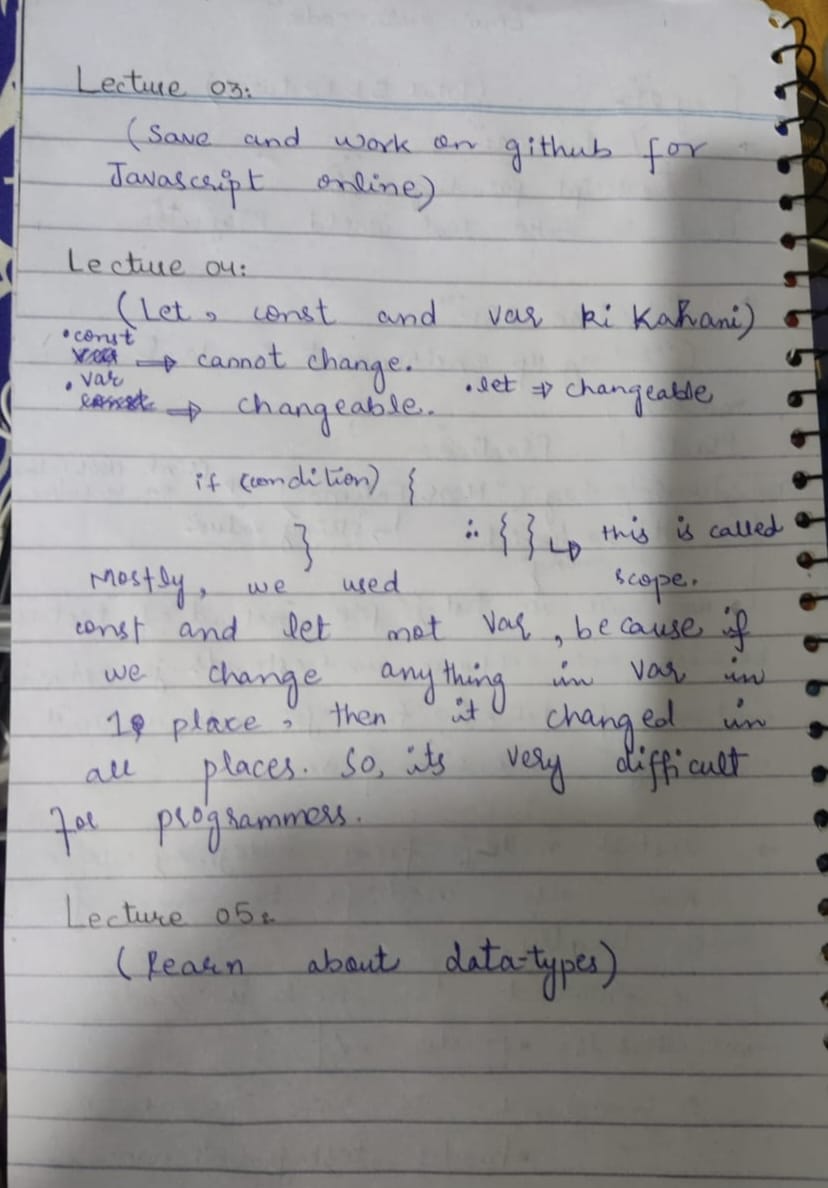 Lecture 03:
(Save and work on github for
Javascript online)
Lecture 04:
(Let, const and var ki Kahani)
• const
⇒ cannot change.
• var
⇒ changeable. • let ⇒ changeable
if (condition) {
} ∴ { } ↳ this is called
Mostly, we used scope.
const and let not var, because if
we change anything in var in
1 place, then it changed in
all places. So, its very difficult
for programmers.
Lecture 05:
(learn about data-types)